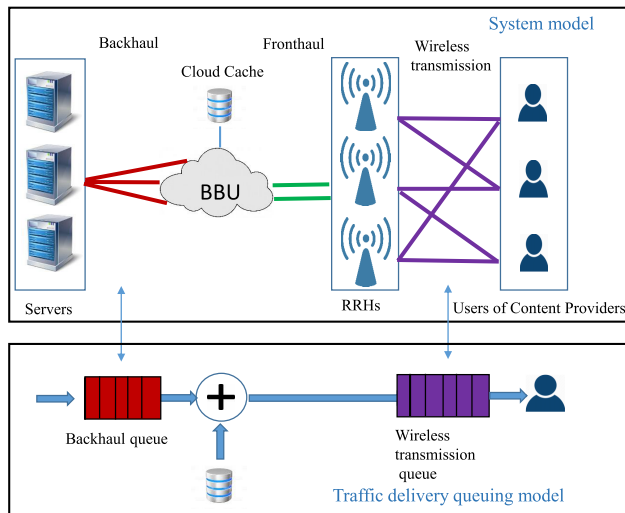 System model
Backhaul
Fronthaul
Wireless
transmission
Cloud Cache
BBU
Servers
RRHs
Users of Content Providers
+
Backhaul queue
Wireless
transmission
queue
Traffic delivery queuing model